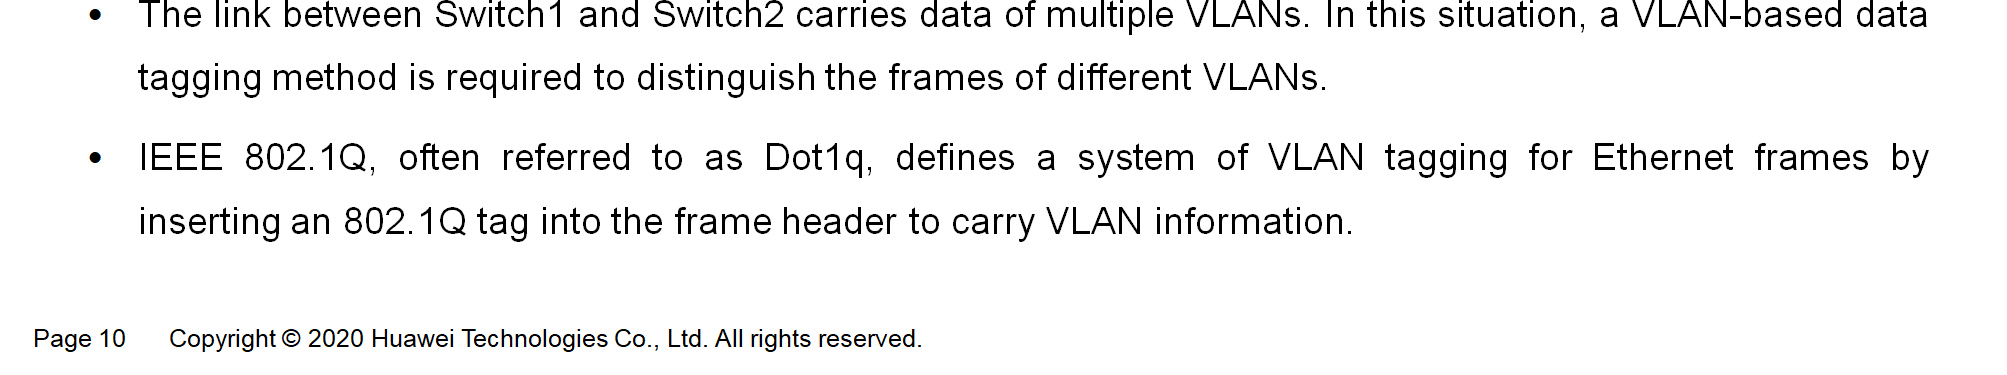 • The link between Switch1 and Switch2 carries data of multiple VLANs. In this situation, a VLAN-based data
tagging method is required to distinguish the frames of different VLANs.
• IEEE 802.1Q, often referred to as Dot1q, defines a system of VLAN tagging for Ethernet frames by
inserting an 802.1Q tag into the frame header to carry VLAN information.
Page 10 Copyright © 2020 Huawei Technologies Co., Ltd. All rights reserved.